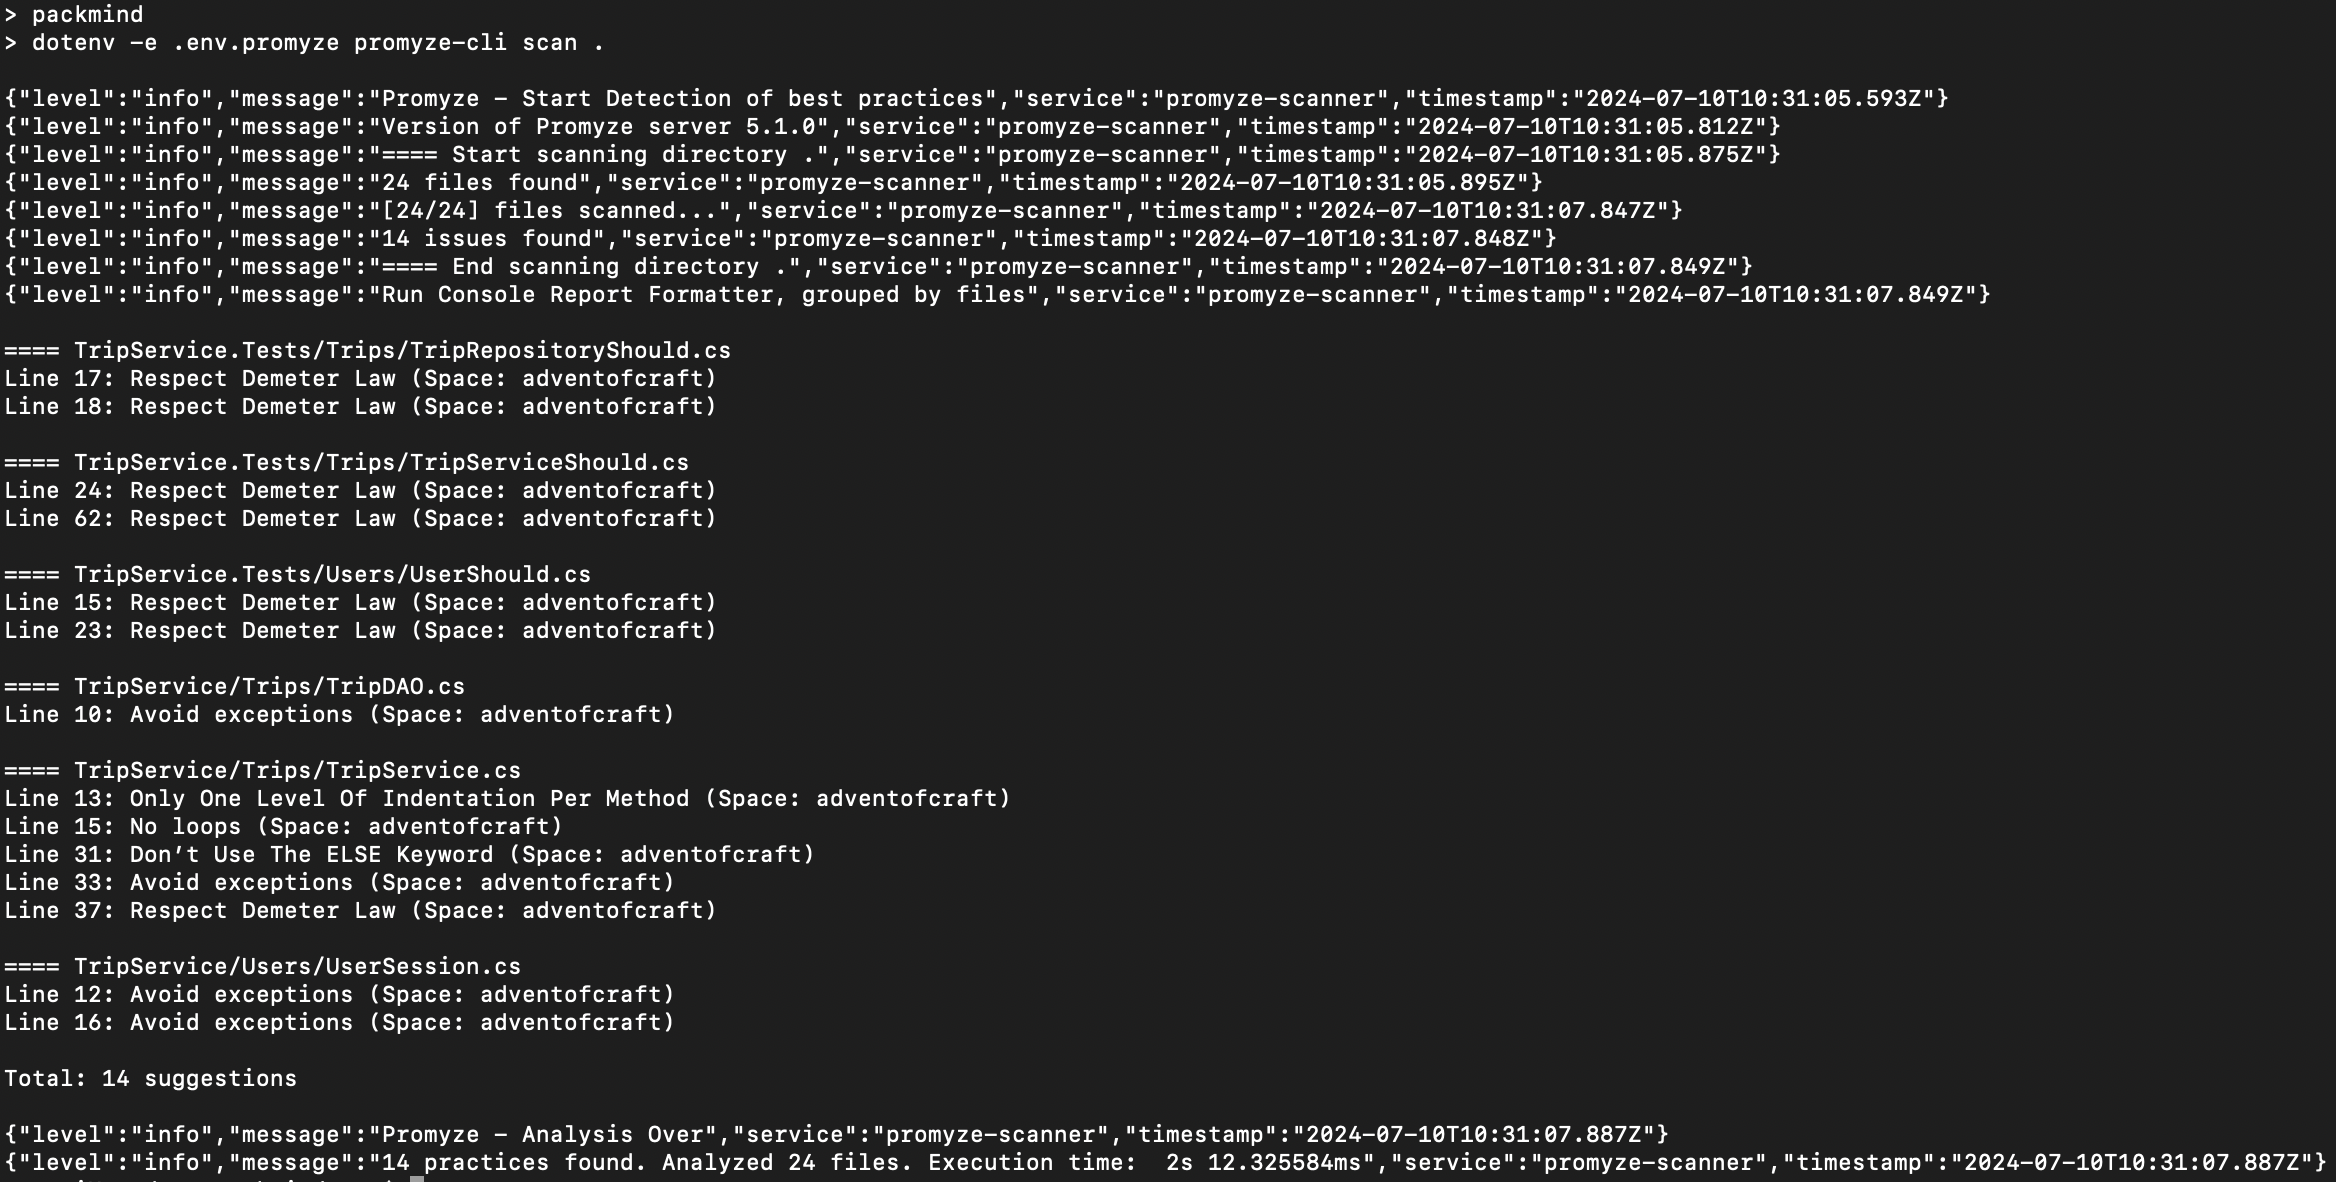 > packmind
> dotenv -e .env.promyze promyze-cli scan .
{"level":"info","message":"Promyze - Start Detection of best practices","service":"promyze-scanner","timestamp":"2024-07-10T10:31:05.593Z"}
{"level":"info","message":"Version of Promyze server 5.1.0","service":"promyze-scanner","timestamp":"2024-07-10T10:31:05.812Z"}
{"level":"info","message":"==== Start scanning directory .","service":"promyze-scanner","timestamp":"2024-07-10T10:31:05.875Z"}
{"level":"info","message":"24 files found","service":"promyze-scanner","timestamp":"2024-07-10T10:31:05.895Z"}
{"level":"info","message":"[24/24] files scanned...","service":"promyze-scanner","timestamp":"2024-07-10T10:31:07.847Z"}
{"level":"info","message":"14 issues found","service":"promyze-scanner","timestamp":"2024-07-10T10:31:07.848Z"}
{"level":"info","message":"==== End scanning directory .","service":"promyze-scanner","timestamp":"2024-07-10T10:31:07.849Z"}
{"level":"info","message":"Run Console Report Formatter, grouped by files","service":"promyze-scanner","timestamp":"2024-07-10T10:31:07.849Z"}
==== TripService.Tests/Trips/TripRepositoryShould.cs
Line 17: Respect Demeter Law (Space: adventofcraft)
Line 18: Respect Demeter Law (Space: adventofcraft)
==== TripService.Tests/Trips/TripServiceShould.cs
Line 24: Respect Demeter Law (Space: adventofcraft)
Line 62: Respect Demeter Law (Space: adventofcraft)
==== TripService.Tests/Users/UserShould.cs
Line 15: Respect Demeter Law (Space: adventofcraft)
Line 23: Respect Demeter Law (Space: adventofcraft)
==== TripService/Trips/TripDAO.cs
Line 10: Avoid exceptions (Space: adventofcraft)
==== TripService/Trips/TripService.cs
Line 13: Only One Level Of Indentation Per Method (Space: adventofcraft)
Line 15: No loops (Space: adventofcraft)
Line 31: Don’t Use The ELSE Keyword (Space: adventofcraft)
Line 33: Avoid exceptions (Space: adventofcraft)
Line 37: Respect Demeter Law (Space: adventofcraft)
==== TripService/Users/UserSession.cs
Line 12: Avoid exceptions (Space: adventofcraft)
Line 16: Avoid exceptions (Space: adventofcraft)
Total: 14 suggestions
{"level":"info","message":"Promyze - Analysis Over","service":"promyze-scanner","timestamp":"2024-07-10T10:31:07.887Z"}
{"level":"info","message":"14 practices found. Analyzed 24 files. Execution time:  2s 12.325584ms","service":"promyze-scanner","timestamp":"2024-07-10T10:31:07.887Z"}